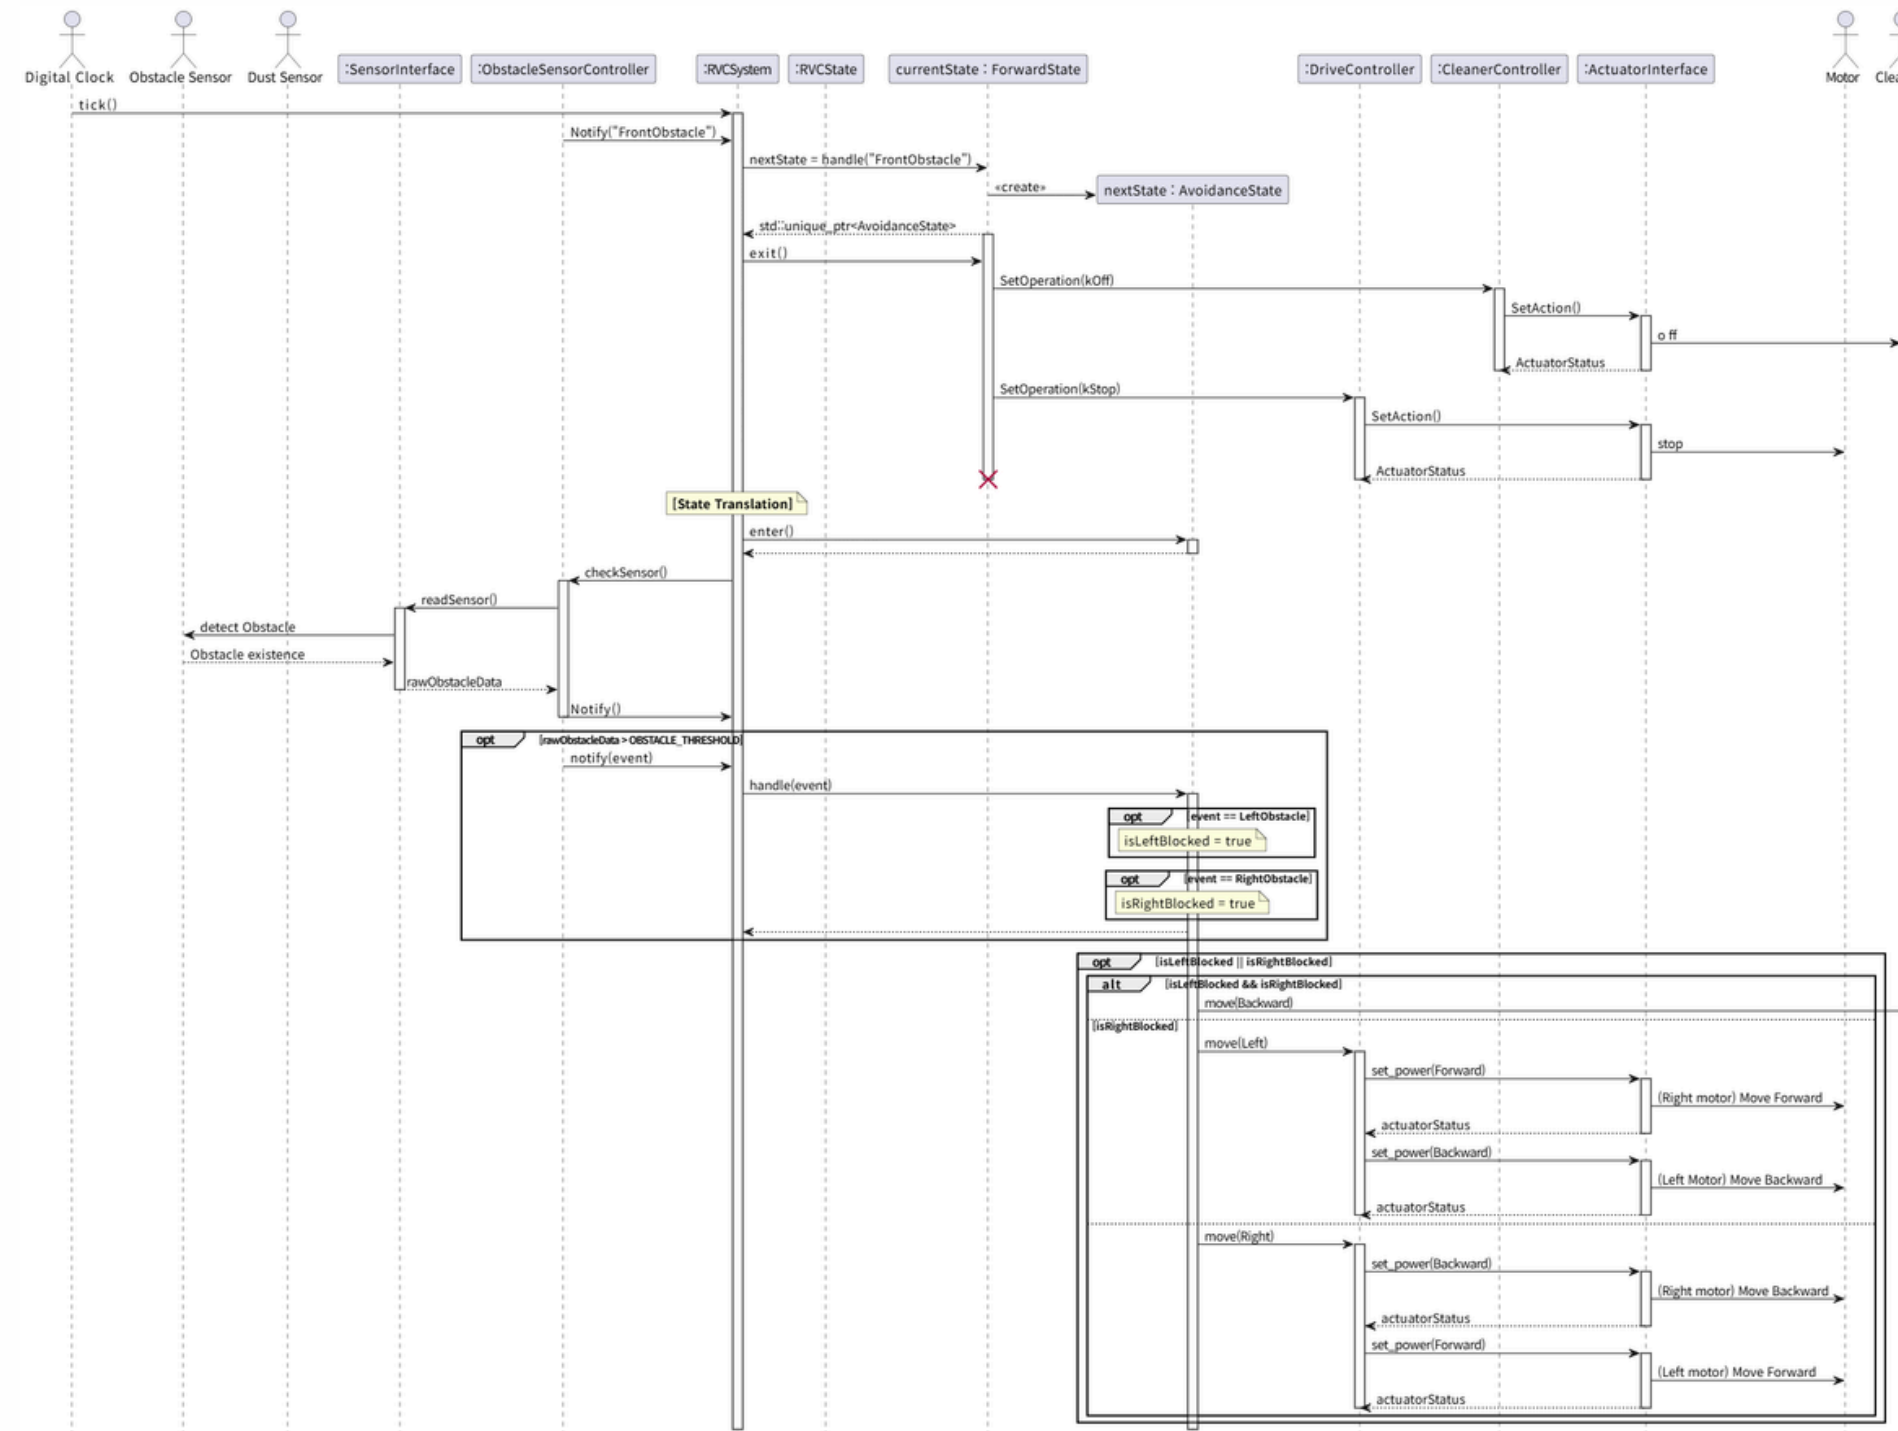 Digital Clock
Obstacle Sensor
Dust Sensor
:SensorInterface
:ObstacleSensorController
:RVCSystem
:RVCState
currentState : ForwardState
:DriveController
:CleanerController
:ActuatorInterface
Motor
Clea
tick()
Notify("FrontObstacle")
nextState = handle("FrontObstacle")
«create»
nextState : AvoidanceState
std::unique_ptr<AvoidanceState>
exit()
SetOperation(kOff)
SetAction()
off
ActuatorStatus
SetOperation(kStop)
SetAction()
stop
ActuatorStatus
[State Translation]
enter()
checkSensor()
readSensor()
detect Obstacle
Obstacle existence
rawObstacleData
Notify()
opt [rawObstacleData > OBSTACLE_THRESHOLD]
notify(event)
handle(event)
opt [event == LeftObstacle]
isLeftBlocked = true
opt [event == RightObstacle]
isRightBlocked = true
opt [isLeftBlocked || isRightBlocked]
alt [isLeftBlocked && isRightBlocked]
move(Backward)
[isRightBlocked]
move(Left)
set_power(Forward)
(Right motor) Move Forward
actuatorStatus
set_power(Backward)
(Left Motor) Move Backward
actuatorStatus
move(Right)
set_power(Backward)
(Right motor) Move Backward
actuatorStatus
set_power(Forward)
(Left motor) Move Forward
actuatorStatus